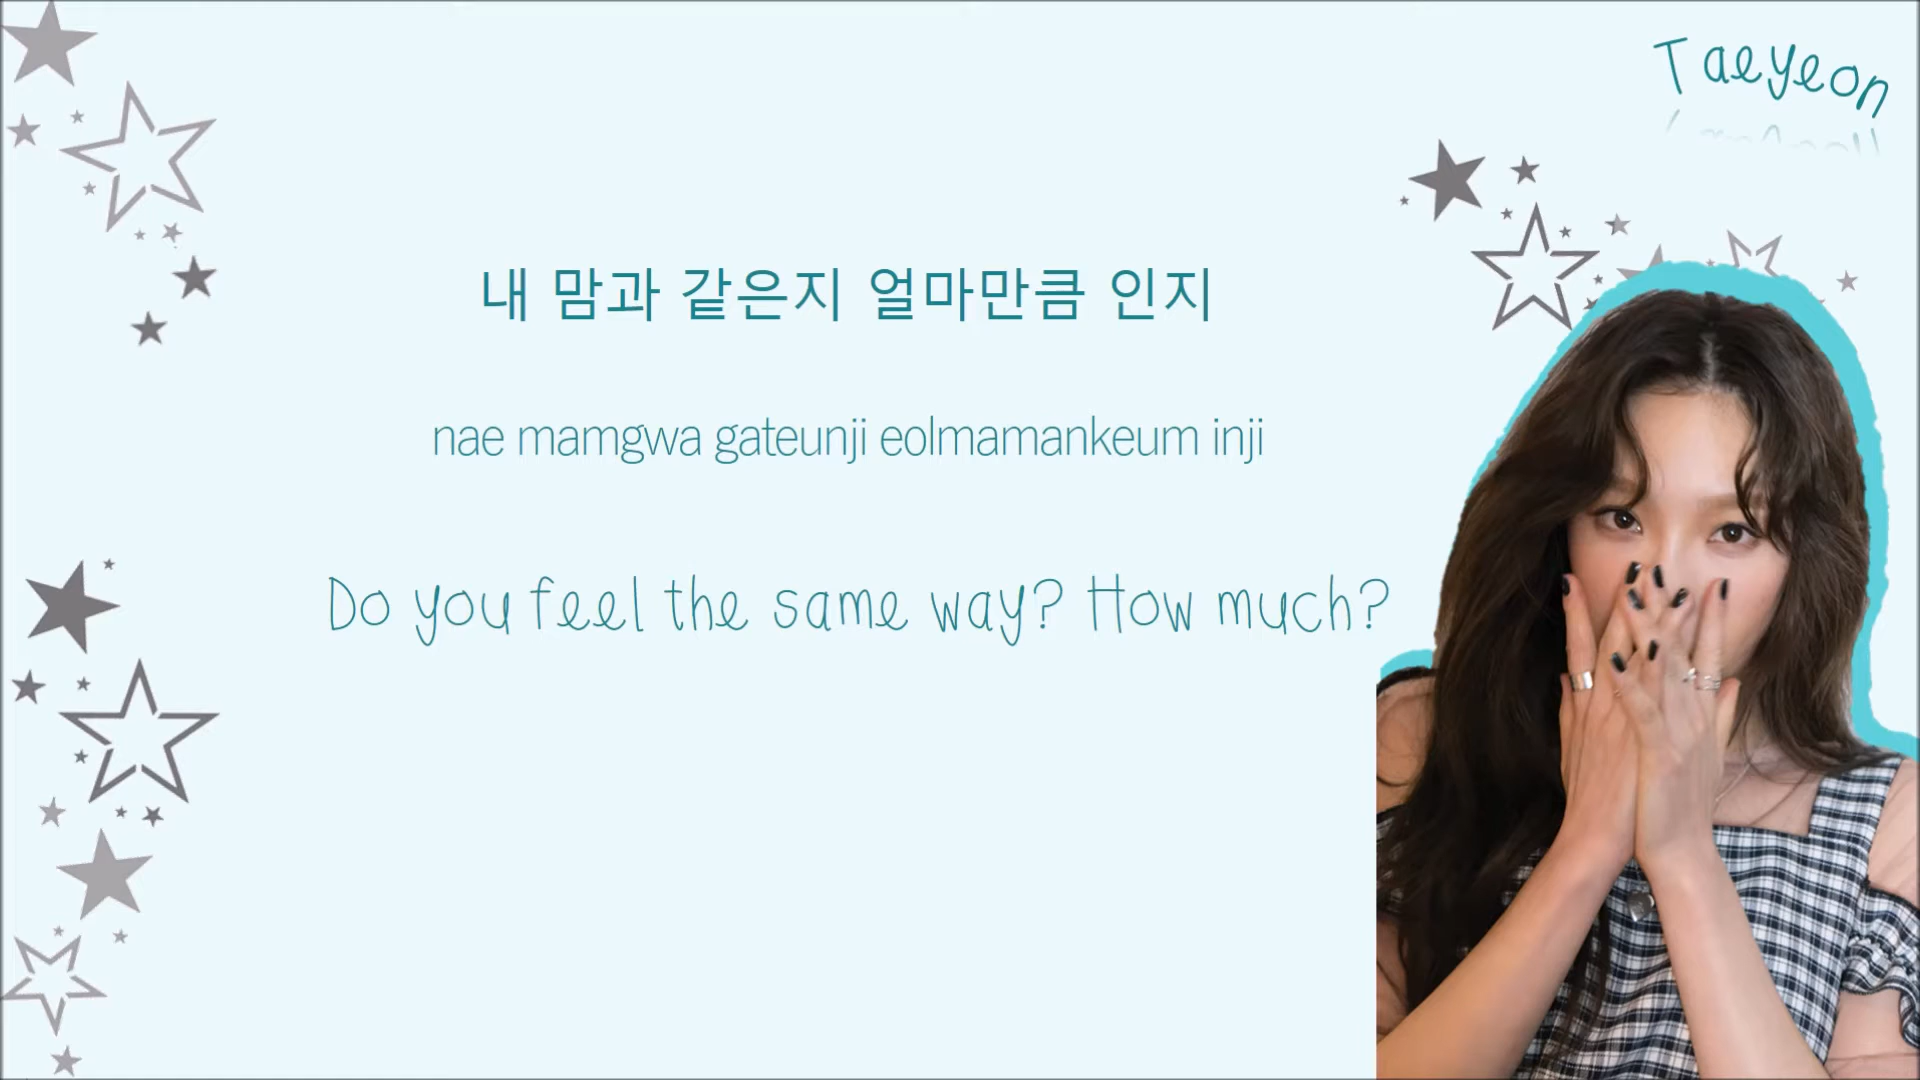 Taeyeon
내 맘과 같은지 얼마만큼 인지
nae mamgwa gateunji eolmamankeum inji
Do you feel the same way? How much?